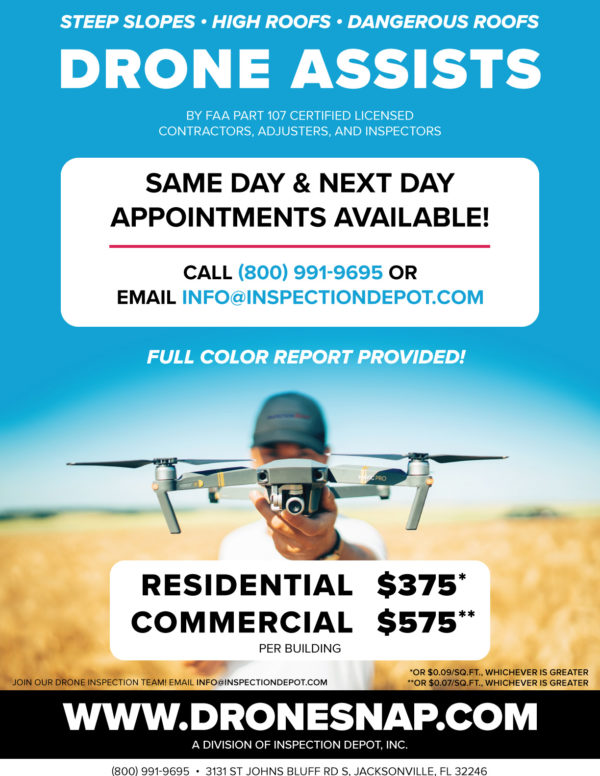 STEEP SLOPES • HIGH ROOFS • DANGEROUS ROOFS
DRONE ASSISTS
BY FAA PART 107 CERTIFIED LICENSED
CONTRACTORS, ADJUSTERS, AND INSPECTORS
SAME DAY & NEXT DAY
APPOINTMENTS AVAILABLE!
CALL (800) 991-9695 OR
EMAIL INFO@INSPECTIONDEPOT.COM
FULL COLOR REPORT PROVIDED!
PRO
RESIDENTIAL $375*
COMMERCIAL $575**
PER BUILDING
*OR $0.09/SQ.FT., WHICHEVER IS GREATER
JOIN OUR DRONE INSPECTION TEAM! EMAIL INFO@INSPECTIONDEPOT.COM
**OR $0.07/SQ.FT., WHICHEVER IS GREATER
WWW.DRONESNAP.COM
A DIVISION OF INSPECTION DEPOT, INC.
(800) 991-9695 • 3131 ST JOHNS BLUFF RD S, JACKSONVILLE, FL 32246